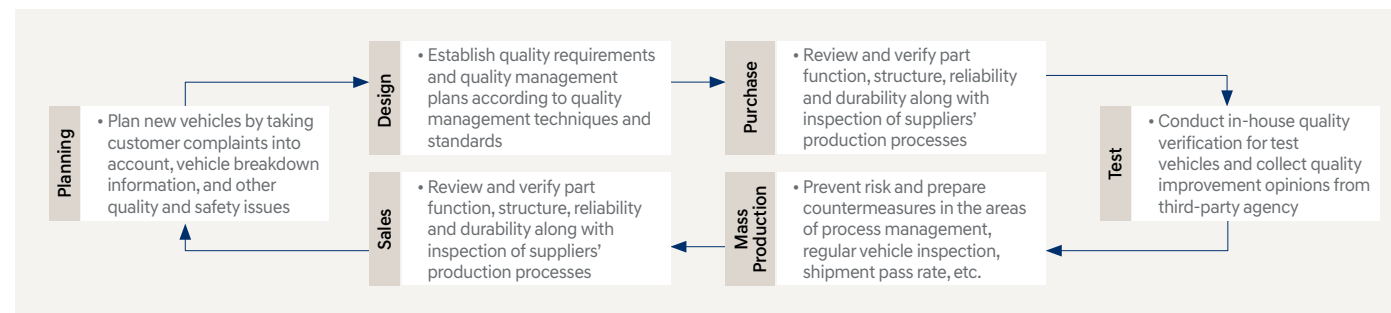 Planning
• Plan new vehicles by taking
customer complaints into
account, vehicle breakdown
information, and other
quality and safety issues
Design
• Establish quality requirements
and quality management
plans according to quality
management techniques and
standards
Purchase
• Review and verify part
function, structure, reliability
and durability along with
inspection of suppliers’
production processes
Test
• Conduct in-house quality
verification for test
vehicles and collect quality
improvement opinions from
third-party agency
Mass
Production
• Prevent risk and prepare
countermeasures in the areas
of process management,
regular vehicle inspection,
shipment pass rate, etc.
Sales
• Review and verify part
function, structure, reliability
and durability along with
inspection of suppliers’
production processes